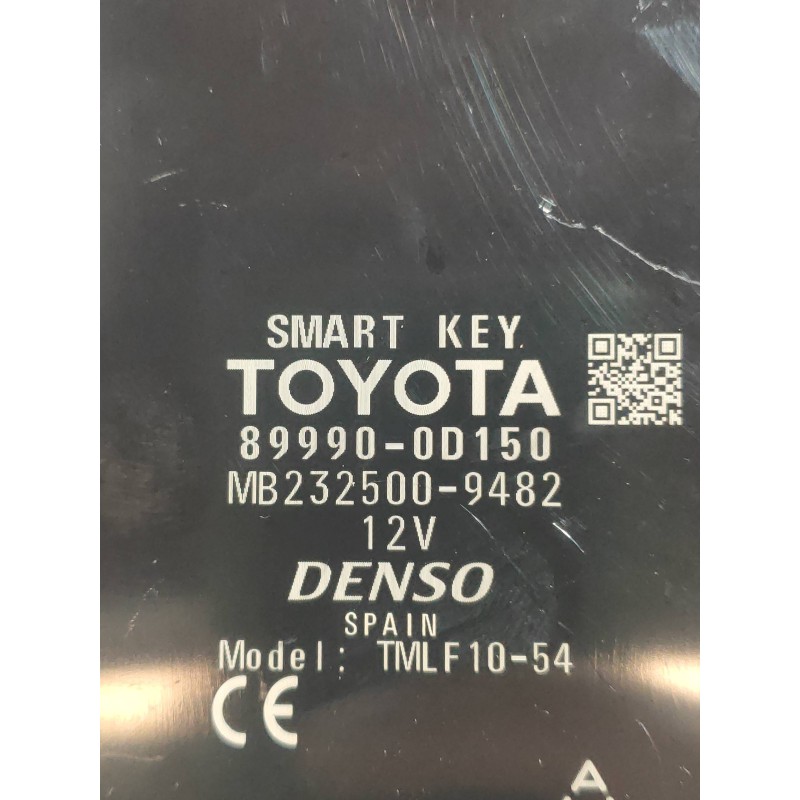 SMART KEY.
TOYOTA
89990-0D150
MB232500-9482
12V
DENSO
SPAIN
Model: TMLF10-54
CE
A